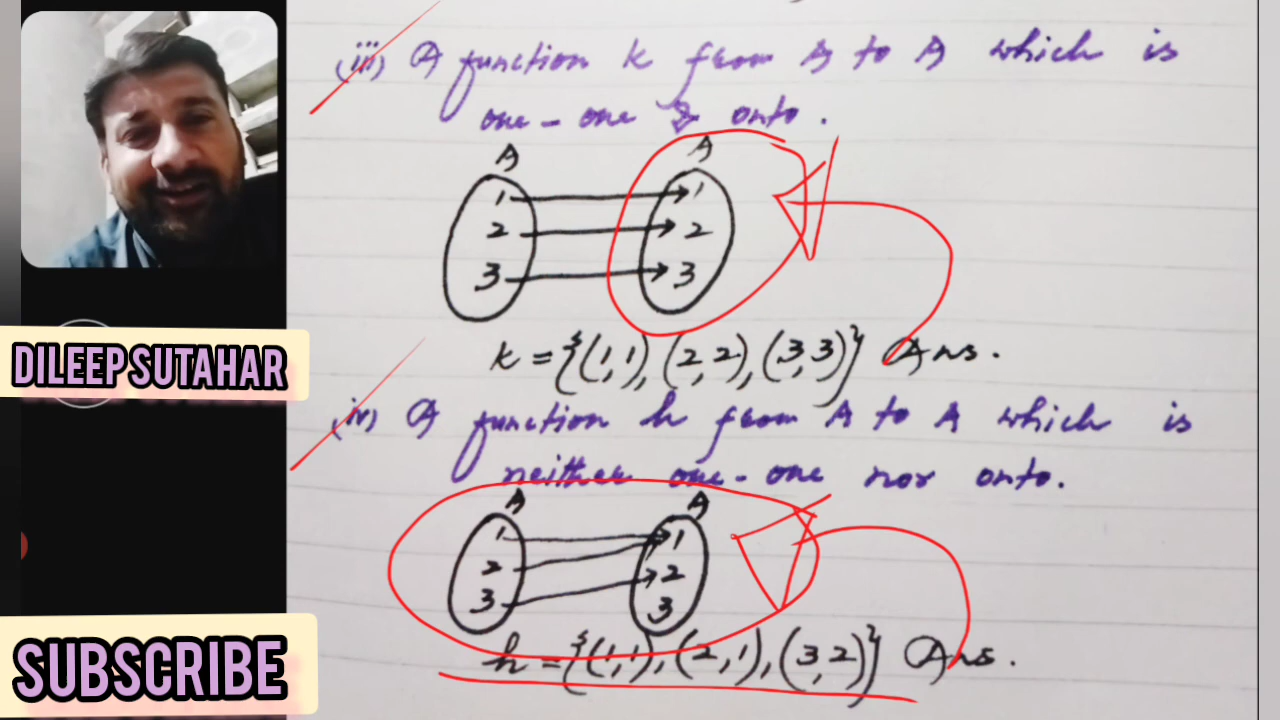 (iii) A function k from A to A which is
one-one & onto.
A A
1 1
2 2
3 3
k = {(1,1), (2,2), (3,3)} Ans.
DILEEP SUTAHAR
(iv) A function h from A to A which is
neither one-one nor onto.
A A
1 1
2 2
3 3
h = {(1,1), (2,1), (3,2)} Ans.
SUBSCRIBE